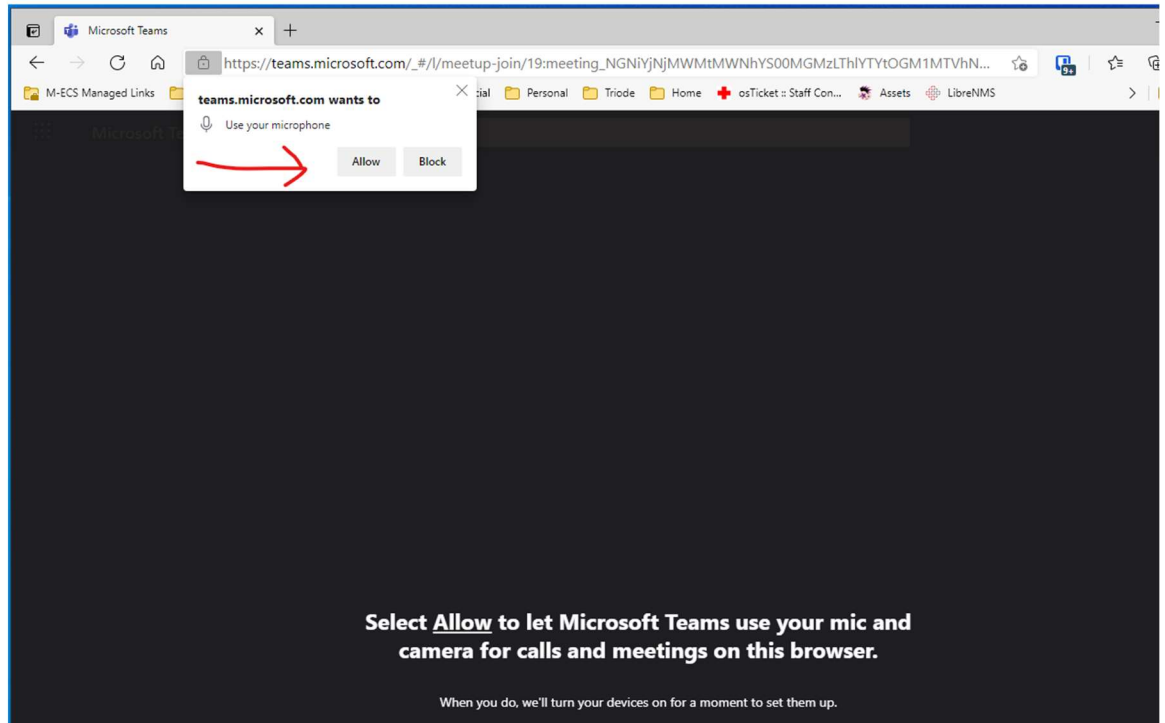 Microsoft Teams
https://teams.microsoft.com/_#/l/meetup-join/19:meeting_NGNiYjNjMWMtMWNhYS00MGMzLThlYTYtOGM1MTVhN...
9+
M-ECS Managed Links Personal Triode Home osTicket :: Staff Con... Assets LibreNMS
teams.microsoft.com wants to
Use your microphone
Allow Block
Microsoft
Select Allow to let Microsoft Teams use your mic and
camera for calls and meetings on this browser.
When you do, we'll turn your devices on for a moment to set them up.